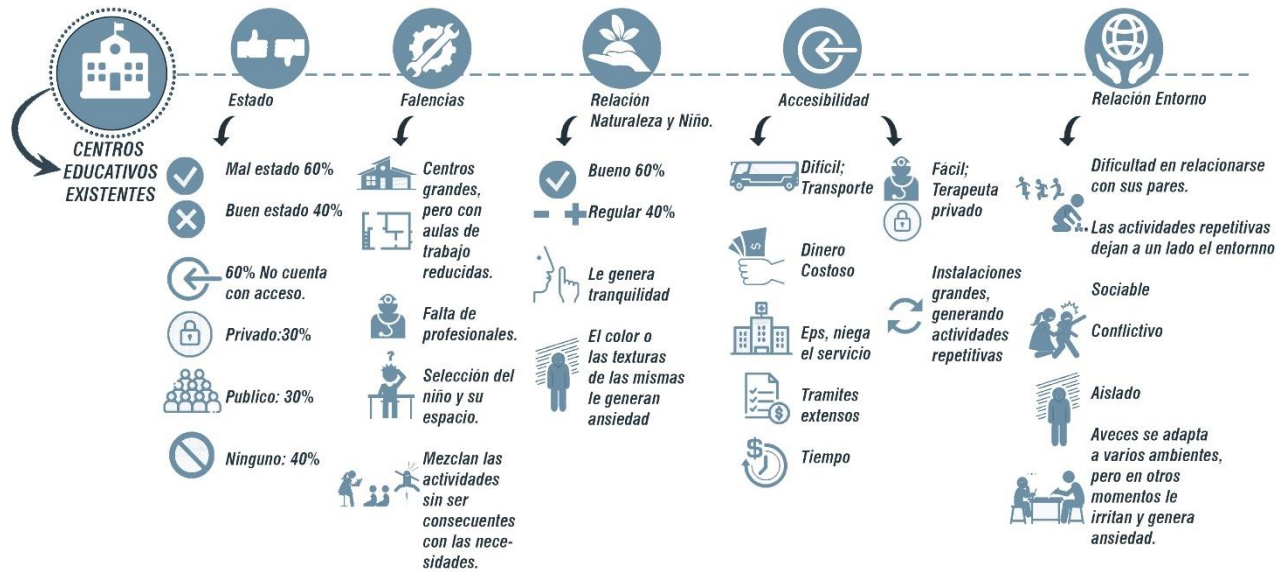 CENTROS
EDUCATIVOS
EXISTENTES
Estado
Mal estado 60%
Buen estado 40%
60% No cuenta
con acceso.
Privado:30%
Publico: 30%
Ninguno: 40%
Falencias
Centros
grandes,
pero con
aulas de
trabajo
reducidas.
Falta de
profesionales.
?
Selección del
niño y su
espacio.
Mezclan las
actividades
sin ser
consecuentes
con las nece-
sidades.
Relación
Naturaleza y Niño.
Bueno 60%
Regular 40%
Le genera
tranquilidad
El color o
las texturas
de las mismas
le generan
ansiedad
Accesibilidad
Difícil;
Transporte
Dinero
Costoso
Eps, niega
el servicio
Tramites
extensos
Tiempo
Fácil;
Terapeuta
privado
Instalaciones
grandes,
generando
actividades
repetitivas
Relación Entorno
Dificultad en relacionarse
con sus pares.
Las actividades repetitivas
dejan a un lado el entornno
Sociable
Conflictivo
Aislado
Aveces se adapta
a varios ambientes,
pero en otros
momentos le
irritan y genera
ansiedad.